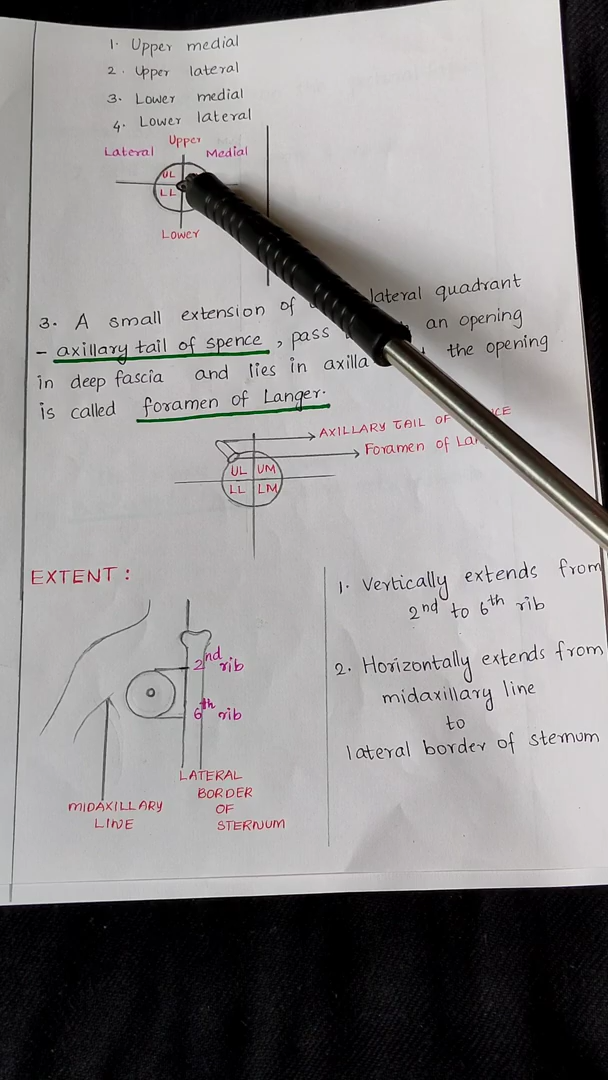 1. Upper medial
2. Upper lateral
3. Lower medial
4. Lower lateral
Upper
Lateral
Medial
UL
LL
Lower
3. A small extension of lateral quadrant
- axillary tail of spence, pass an opening
in deep fascia and lies in axilla the opening
is called foramen of Langer.
AXILLARY TAIL OF
Foramen of
UL UM
LL LM
EXTENT:
2nd rib
6th rib
LATERAL
BORDER
OF
STERNUM
MIDAXILLARY
LINE
1. Vertically extends from
2nd to 6th rib
2. Horizontally extends from
midaxillary line
to
lateral border of sternum